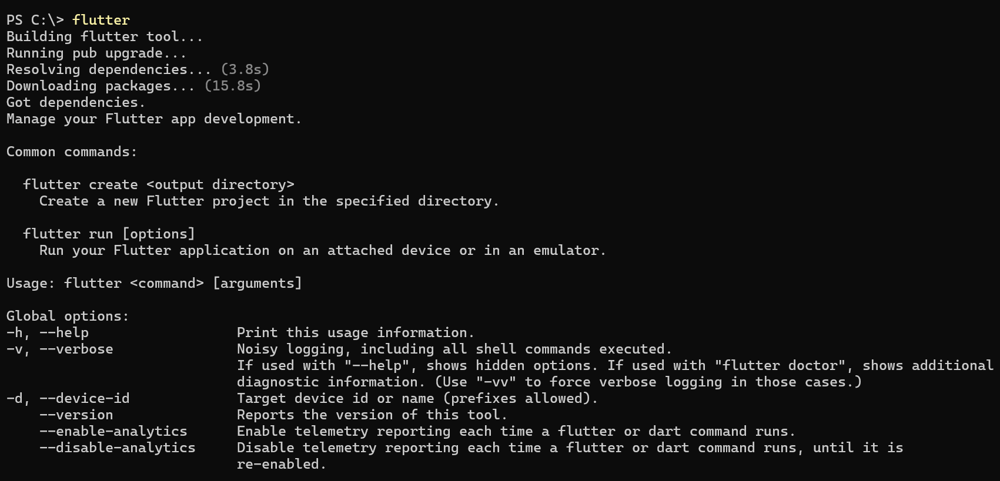 PS C:\> flutter
Building flutter tool...
Running pub upgrade...
Resolving dependencies... (3.8s)
Downloading packages... (15.8s)
Got dependencies.
Manage your Flutter app development.

Common commands:

  flutter create <output directory>
    Create a new Flutter project in the specified directory.

  flutter run [options]
    Run your Flutter application on an attached device or in an emulator.

Usage: flutter <command> [arguments]

Global options:
-h, --help                  Print this usage information.
-v, --verbose               Noisy logging, including all shell commands executed.
                            If used with "--help", shows hidden options. If used with "flutter doctor", shows additional
                            diagnostic information. (Use "-vv" to force verbose logging in those cases.)
-d, --device-id             Target device id or name (prefixes allowed).
    --version               Reports the version of this tool.
    --enable-analytics      Enable telemetry reporting each time a flutter or dart command runs.
    --disable-analytics     Disable telemetry reporting each time a flutter or dart command runs, until it is
                            re-enabled.